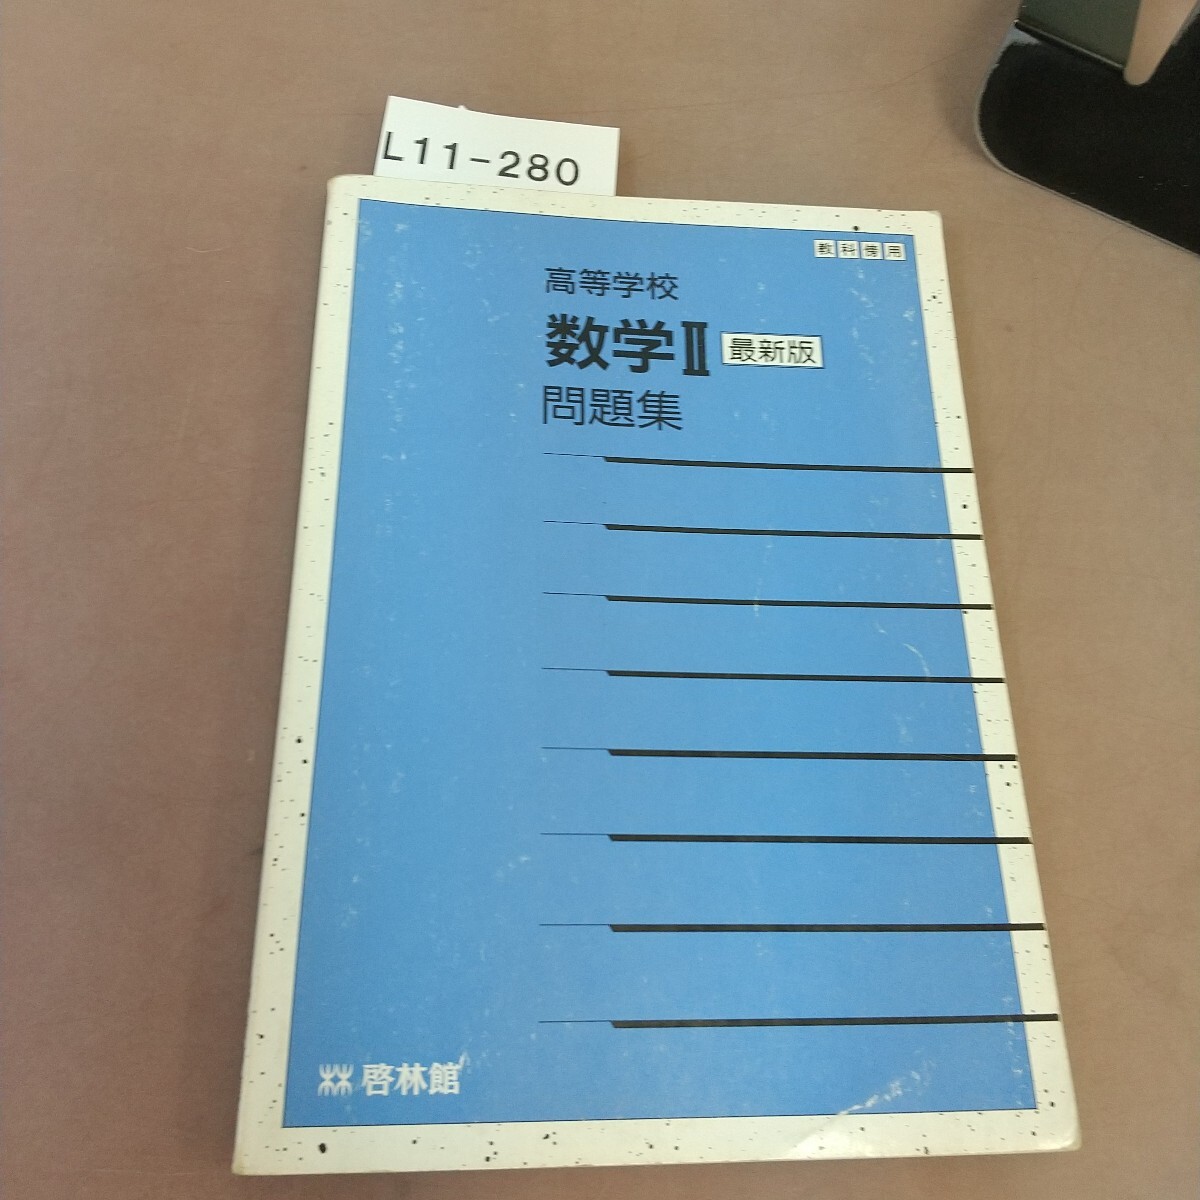 L11-280
教科傍用
高等学校
数学Ⅱ 最新版
問題集
啓林館